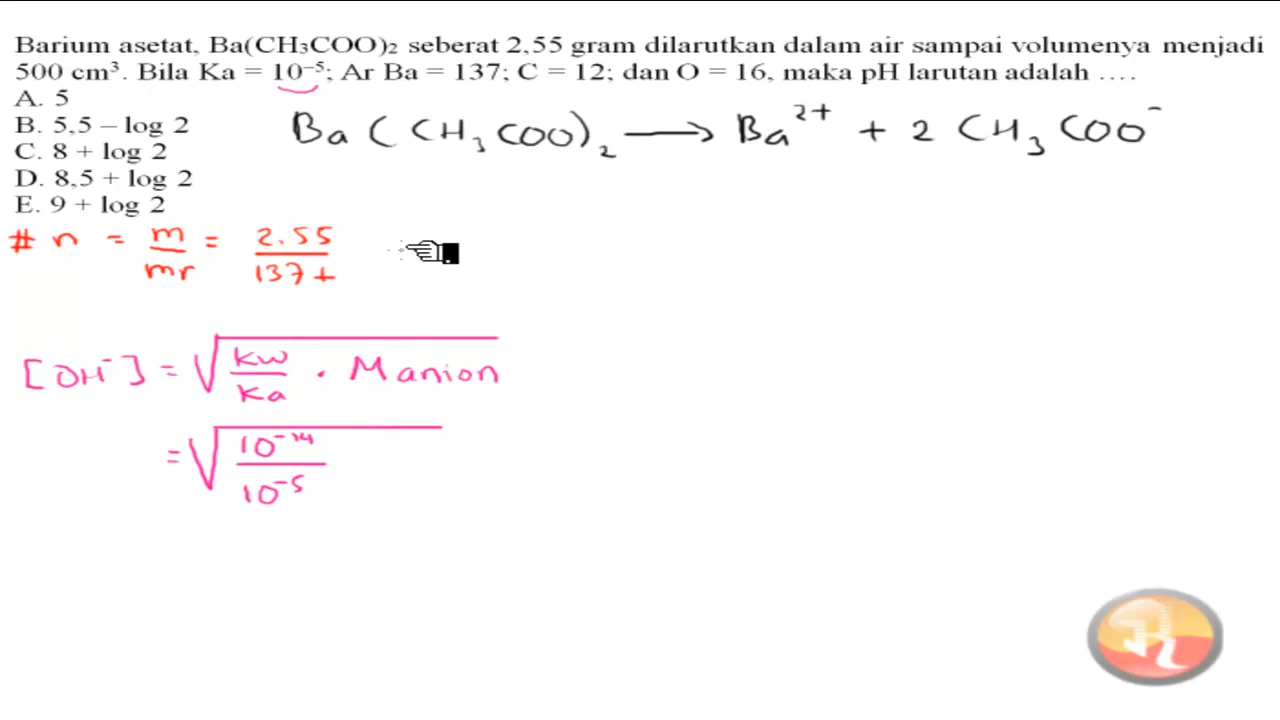 Barium asetat, Ba(CH₃COO)₂ seberat 2,55 gram dilarutkan dalam air sampai volumenya menjadi
500 cm³. Bila Ka = 10⁻⁵; Ar Ba = 137; C = 12; dan O = 16, maka pH larutan adalah ….
A. 5
B. 5,5 – log 2
C. 8 + log 2
D. 8,5 + log 2
E. 9 + log 2
Ba (CH₃COO)₂ → Ba²⁺ + 2 CH₃COO⁻
# n = m/mr = 2.55/137+
[OH⁻] = √(kw/ka . Manion)
= √(10⁻¹⁴/10⁻⁵)